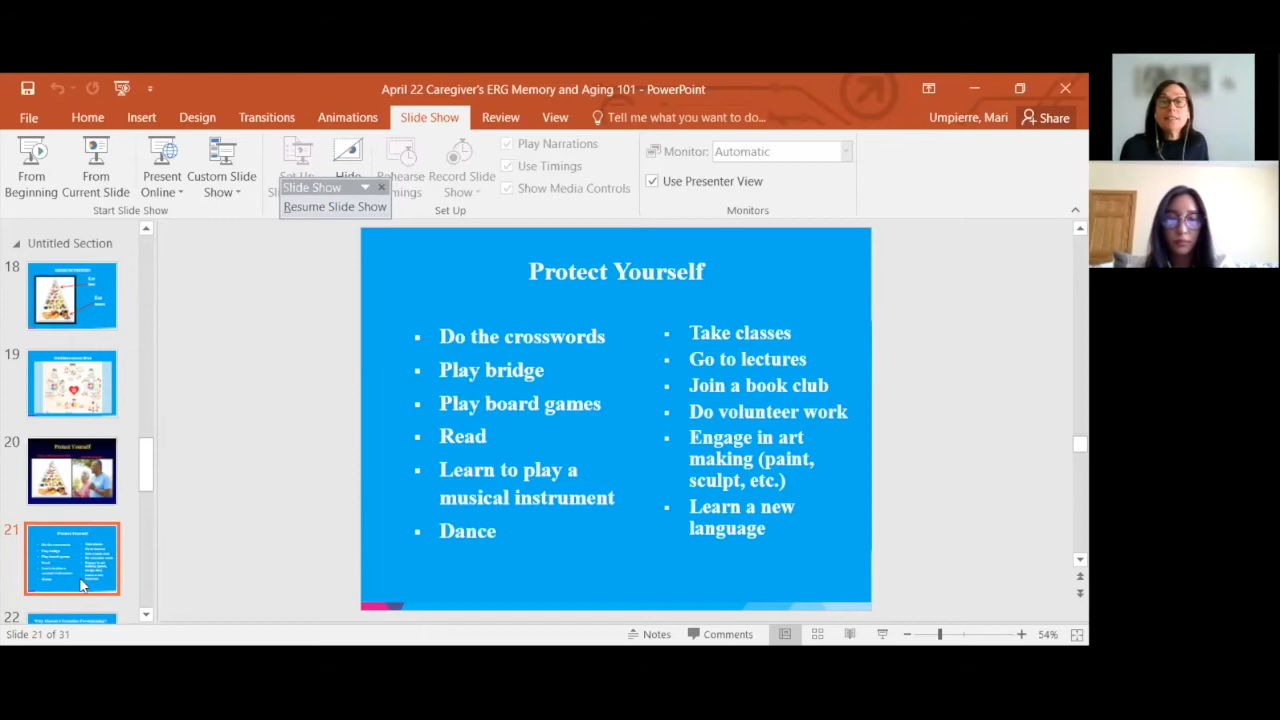 April 22 Caregiver's ERG Memory and Aging 101 - PowerPoint
File Home Insert Design Transitions Animations Slide Show Review View Tell me what you want to do... Umpierre, Mari Share
From Beginning
From Current Slide
Present Online
Custom Slide Show
Set Up
Hide
Rehearse
Record Slide Show
Play Narrations
Use Timings
Show Media Controls
Monitor: Automatic
Use Presenter View
Slide Show
Resume Slide Show
Start Slide Show
Set Up
Monitors
Untitled Section
18
19
20
Protect Yourself
21
Protect Yourself
22
Protect Yourself
Do the crosswords
Play bridge
Play board games
Read
Learn to play a
musical instrument
Dance
Take classes
Go to lectures
Join a book club
Do volunteer work
Engage in art
making (paint,
sculpt, etc.)
Learn a new
language
Slide 21 of 31
Notes Comments 54%